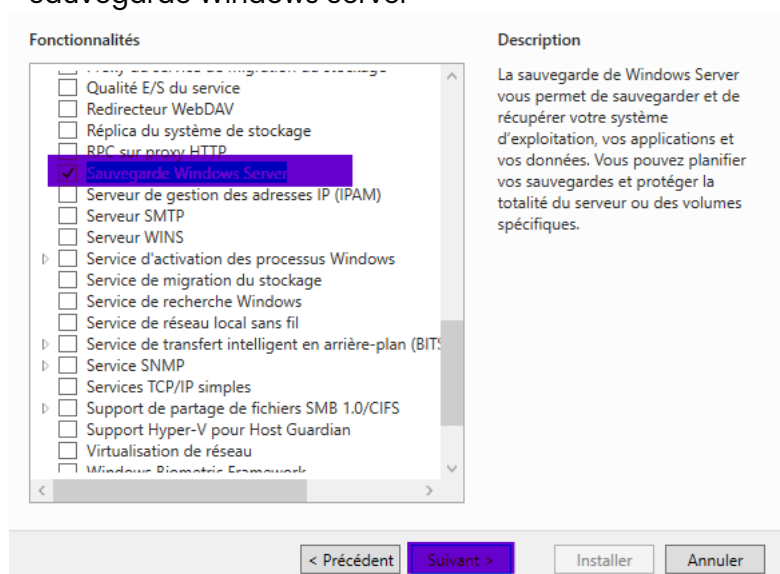 sauvegarde windows server
Fonctionnalités
Qualité E/S du service
Redirecteur WebDAV
Réplica du système de stockage
RPC sur proxy HTTP
Sauvegarde Windows Server
Serveur de gestion des adresses IP (IPAM)
Serveur SMTP
Serveur WINS
Service d'activation des processus Windows
Service de migration du stockage
Service de recherche Windows
Service de réseau local sans fil
Service de transfert intelligent en arrière-plan (BITS
Service SNMP
Services TCP/IP simples
Support de partage de fichiers SMB 1.0/CIFS
Support Hyper-V pour Host Guardian
Virtualisation de réseau
Windows Biometric Framework
Description
La sauvegarde de Windows Server
vous permet de sauvegarder et de
récupérer votre système
d'exploitation, vos applications et
vos données. Vous pouvez planifier
vos sauvegardes et protéger la
totalité du serveur ou des volumes
spécifiques.
< Précédent
Suivant >
Installer
Annuler